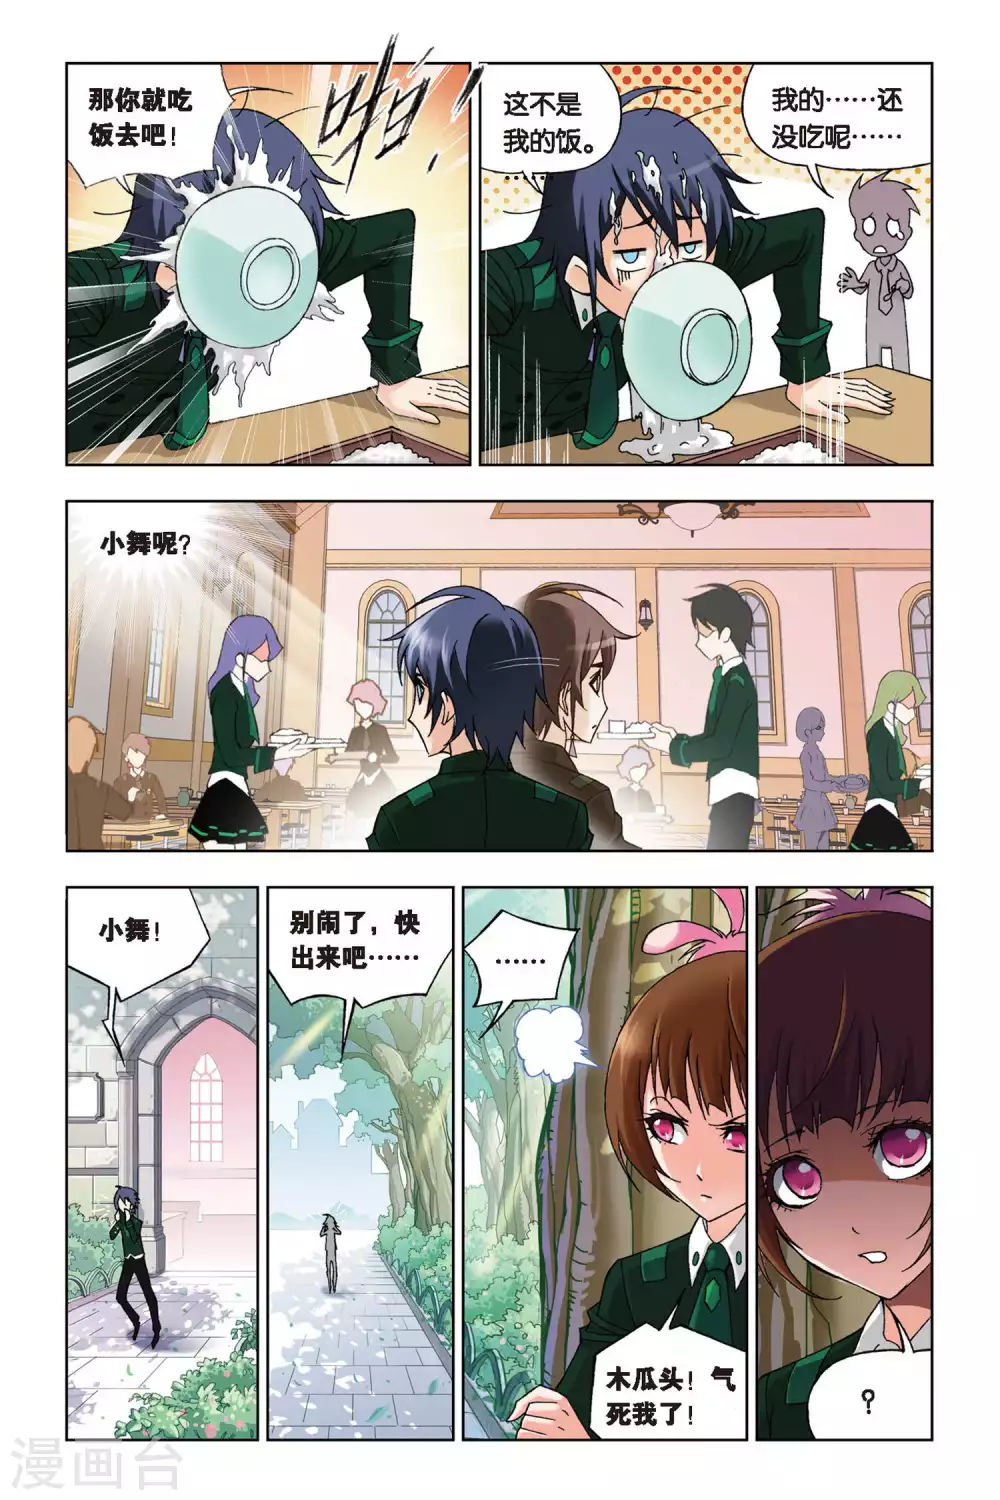 那你就吃
饭去吧！
啪！
这不是
我的饭。
……
我的……还
没吃呢……
小舞呢？
小舞！
别闹了，快
出来吧……
……
木瓜头！气
死我了！
？
漫画台